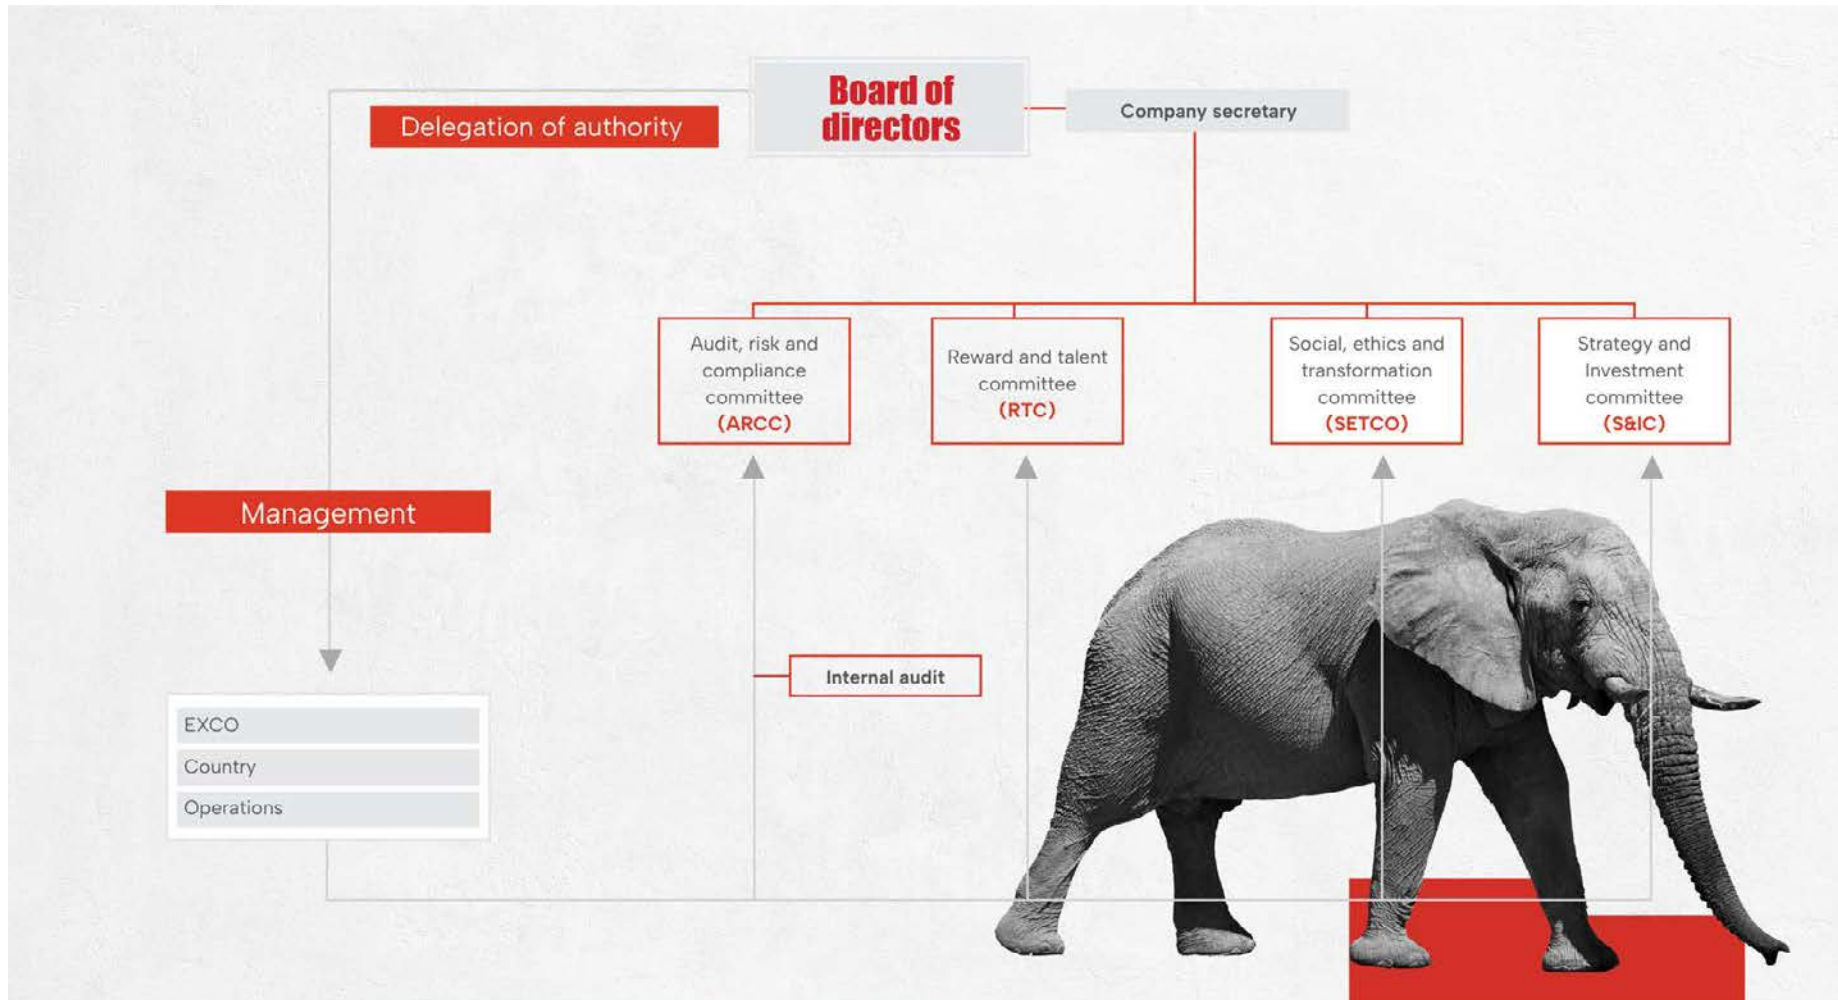 Board of
directors
Company secretary
Delegation of authority
Audit, risk and
compliance
committee
(ARCC)
Reward and talent
committee
(RTC)
Social, ethics and
transformation
committee
(SETCO)
Strategy and
Investment
committee
(S&IC)
Management
Internal audit
EXCO
Country
Operations